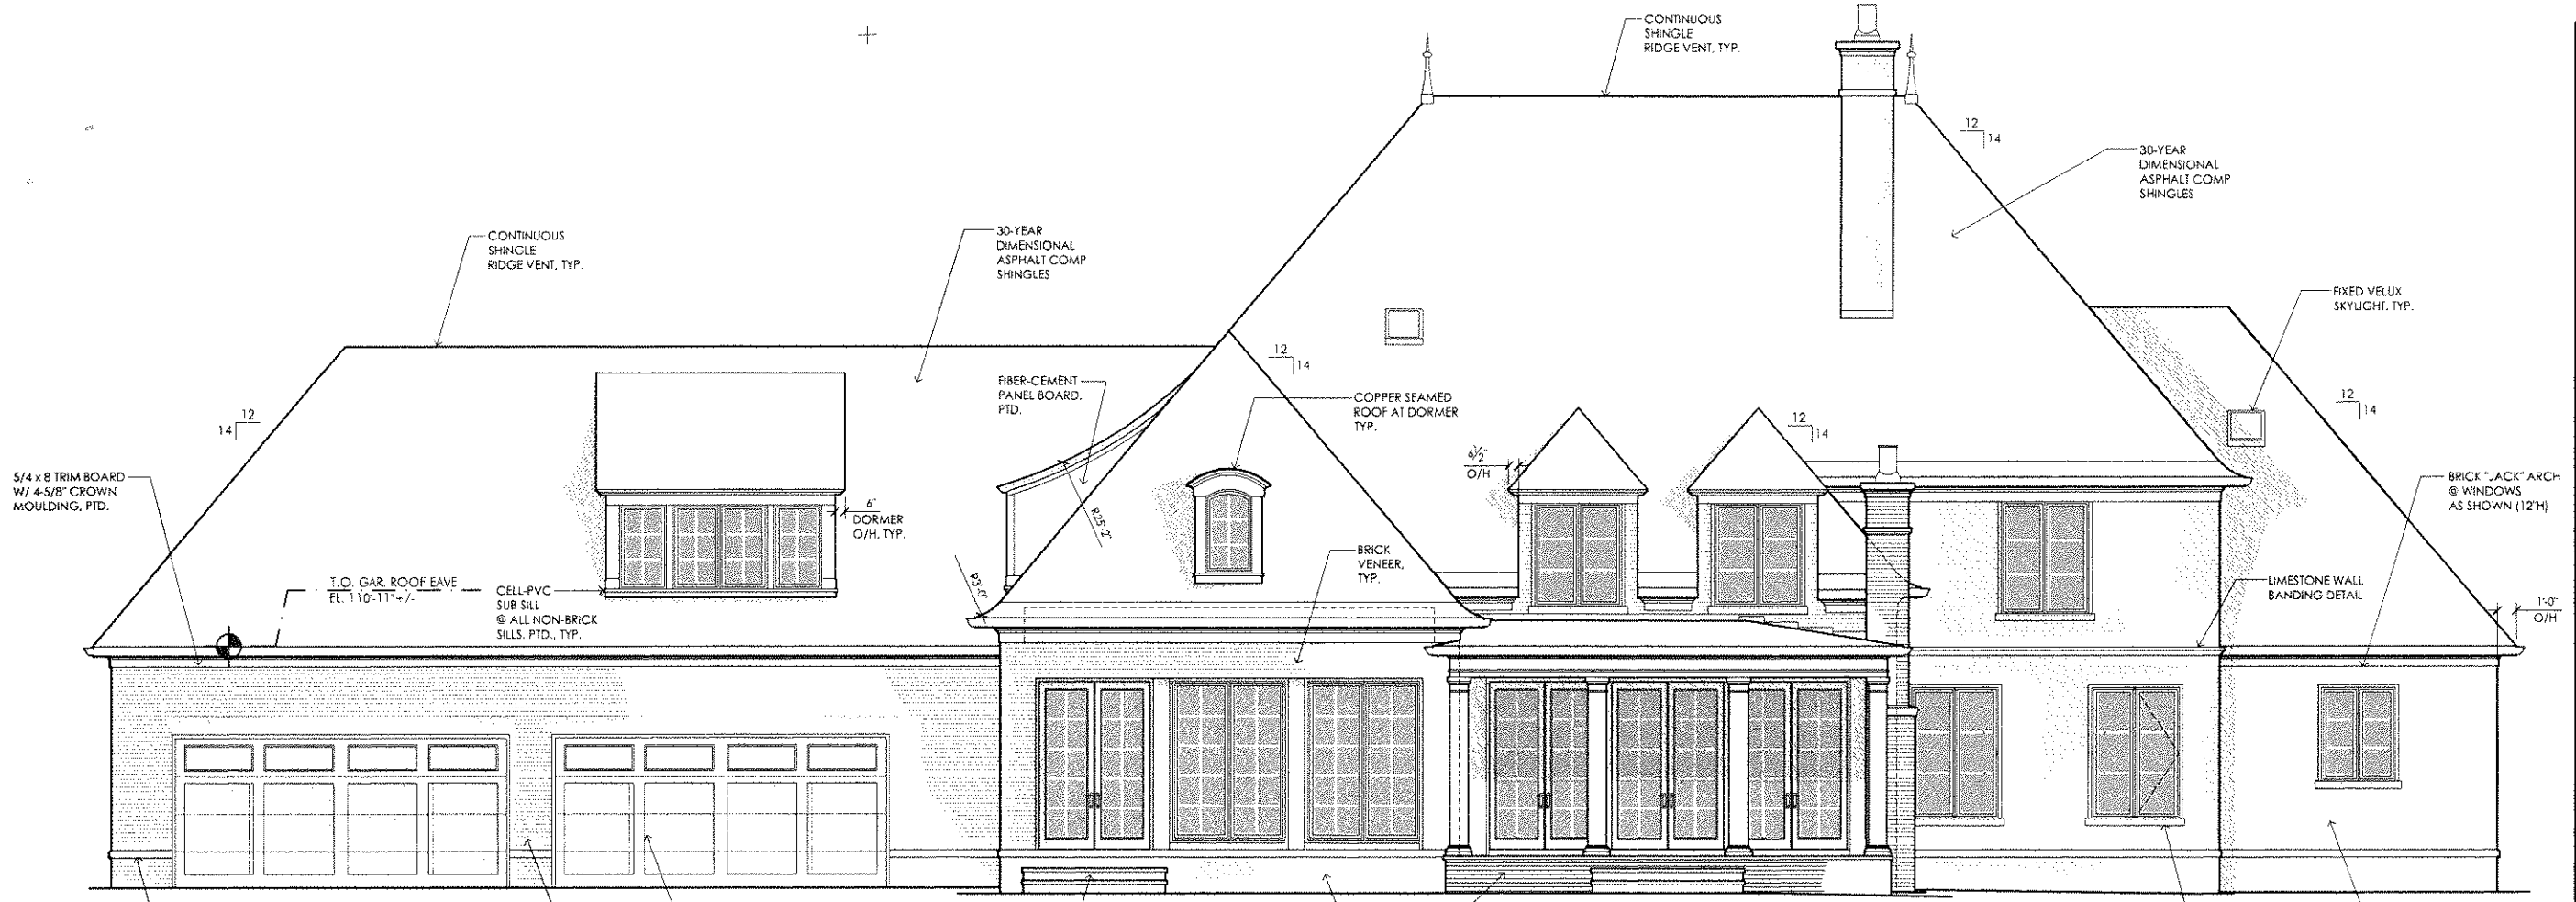 CONTINUOUS
SHINGLE
RIDGE VENT, TYP.
12
14
30-YEAR
DIMENSIONAL
ASPHALT COMP
SHINGLES
CONTINUOUS
SHINGLE
RIDGE VENT, TYP.
30-YEAR
DIMENSIONAL
ASPHALT COMP
SHINGLES
FIXED VELUX
SKYLIGHT, TYP.
12
14
FIBER-CEMENT
PANEL BOARD,
PTD.
COPPER SEAMED
ROOF AT DORMER,
TYP.
12
14
12
14
12
14
6½"
O/H
5/4 x 8 TRIM BOARD
W/ 4-5/8" CROWN
MOULDING, PTD.
BRICK "JACK" ARCH
@ WINDOWS
AS SHOWN (12"H)
6"
DORMER
O/H, TYP.
R25'-2"
BRICK
VENEER,
TYP.
R3'-0"
T.O. GAR. ROOF EAVE
EL. 110'-11"+/-
CELL-PVC
SUB SILL
@ ALL NON-BRICK
SILLS, PTD., TYP.
LIMESTONE WALL
BANDING DETAIL
1'-0"
O/H